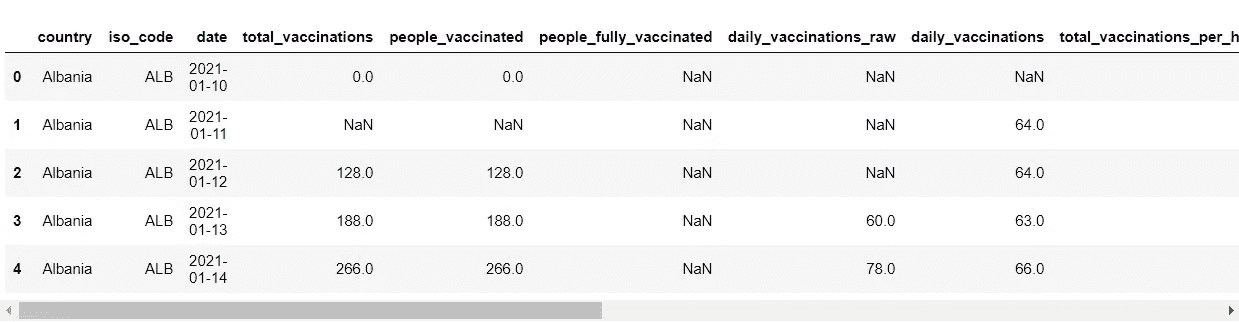 country iso_code date total_vaccinations people_vaccinated people_fully_vaccinated daily_vaccinations_raw daily_vaccinations total_vaccinations_per_h
0 Albania ALB 2021-01-10 0.0 0.0 NaN NaN NaN
1 Albania ALB 2021-01-11 NaN NaN NaN NaN 64.0
2 Albania ALB 2021-01-12 128.0 128.0 NaN NaN 64.0
3 Albania ALB 2021-01-13 188.0 188.0 NaN 60.0 63.0
4 Albania ALB 2021-01-14 266.0 266.0 NaN 78.0 66.0